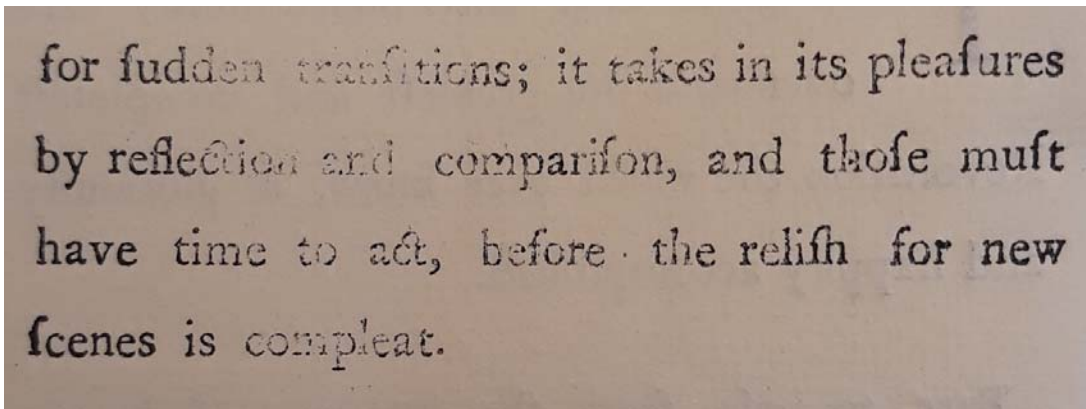 for ſudden tranſitions; it takes in its pleaſures
by reflection and compariſon, and thoſe muſt
have time to act, before the reliſh for new
ſcenes is compleat.